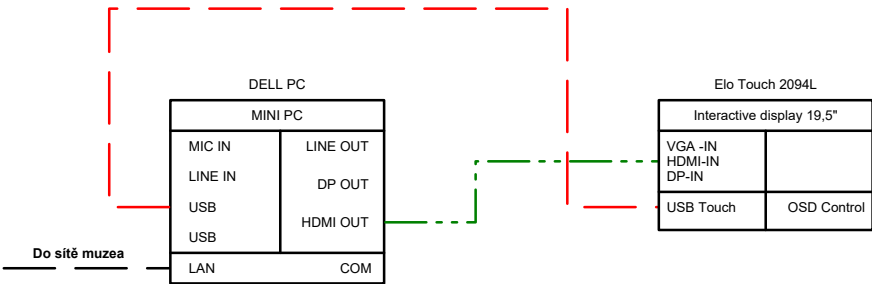 DELL PC
MINI PC
MIC IN
LINE OUT
LINE IN
DP OUT
USB
HDMI OUT
USB
Do sítě muzea
LAN
COM
Elo Touch 2094L
Interactive display 19,5"
VGA -IN
HDMI-IN
DP-IN
USB Touch
OSD Control